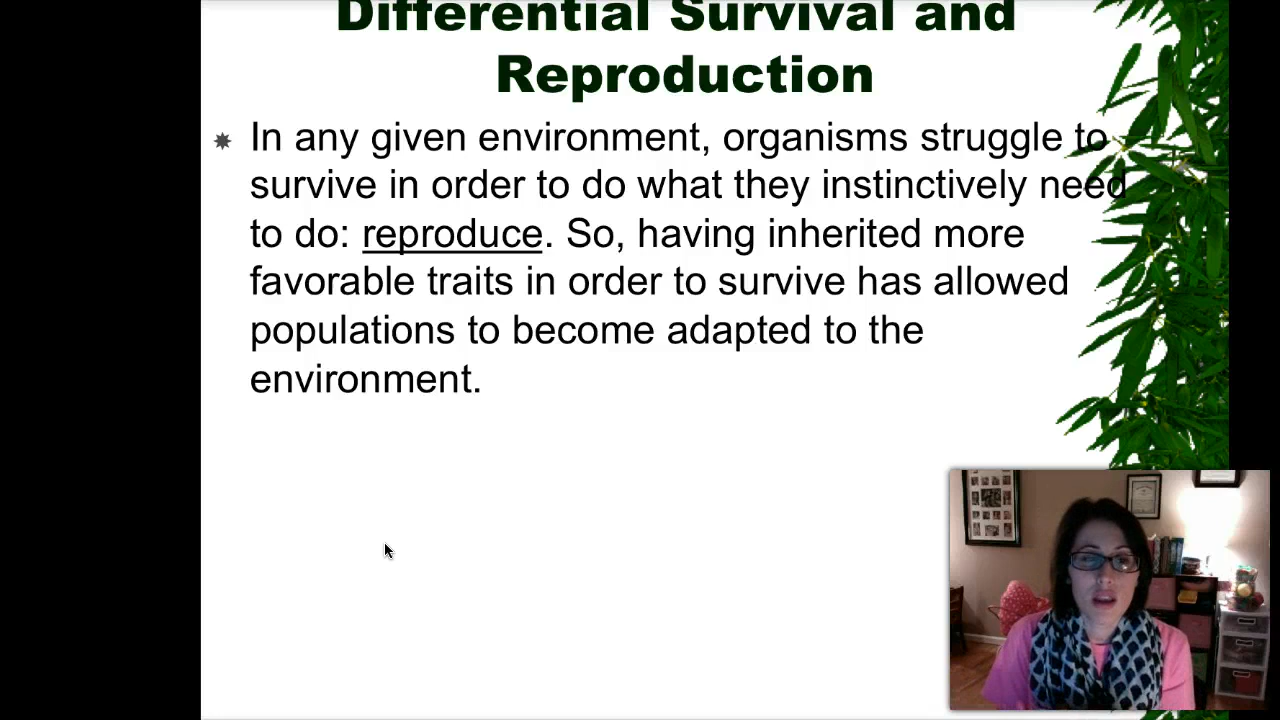 Differential Survival and
Reproduction
In any given environment, organisms struggle to
survive in order to do what they instinctively need
to do: reproduce. So, having inherited more
favorable traits in order to survive has allowed
populations to become adapted to the
environment.